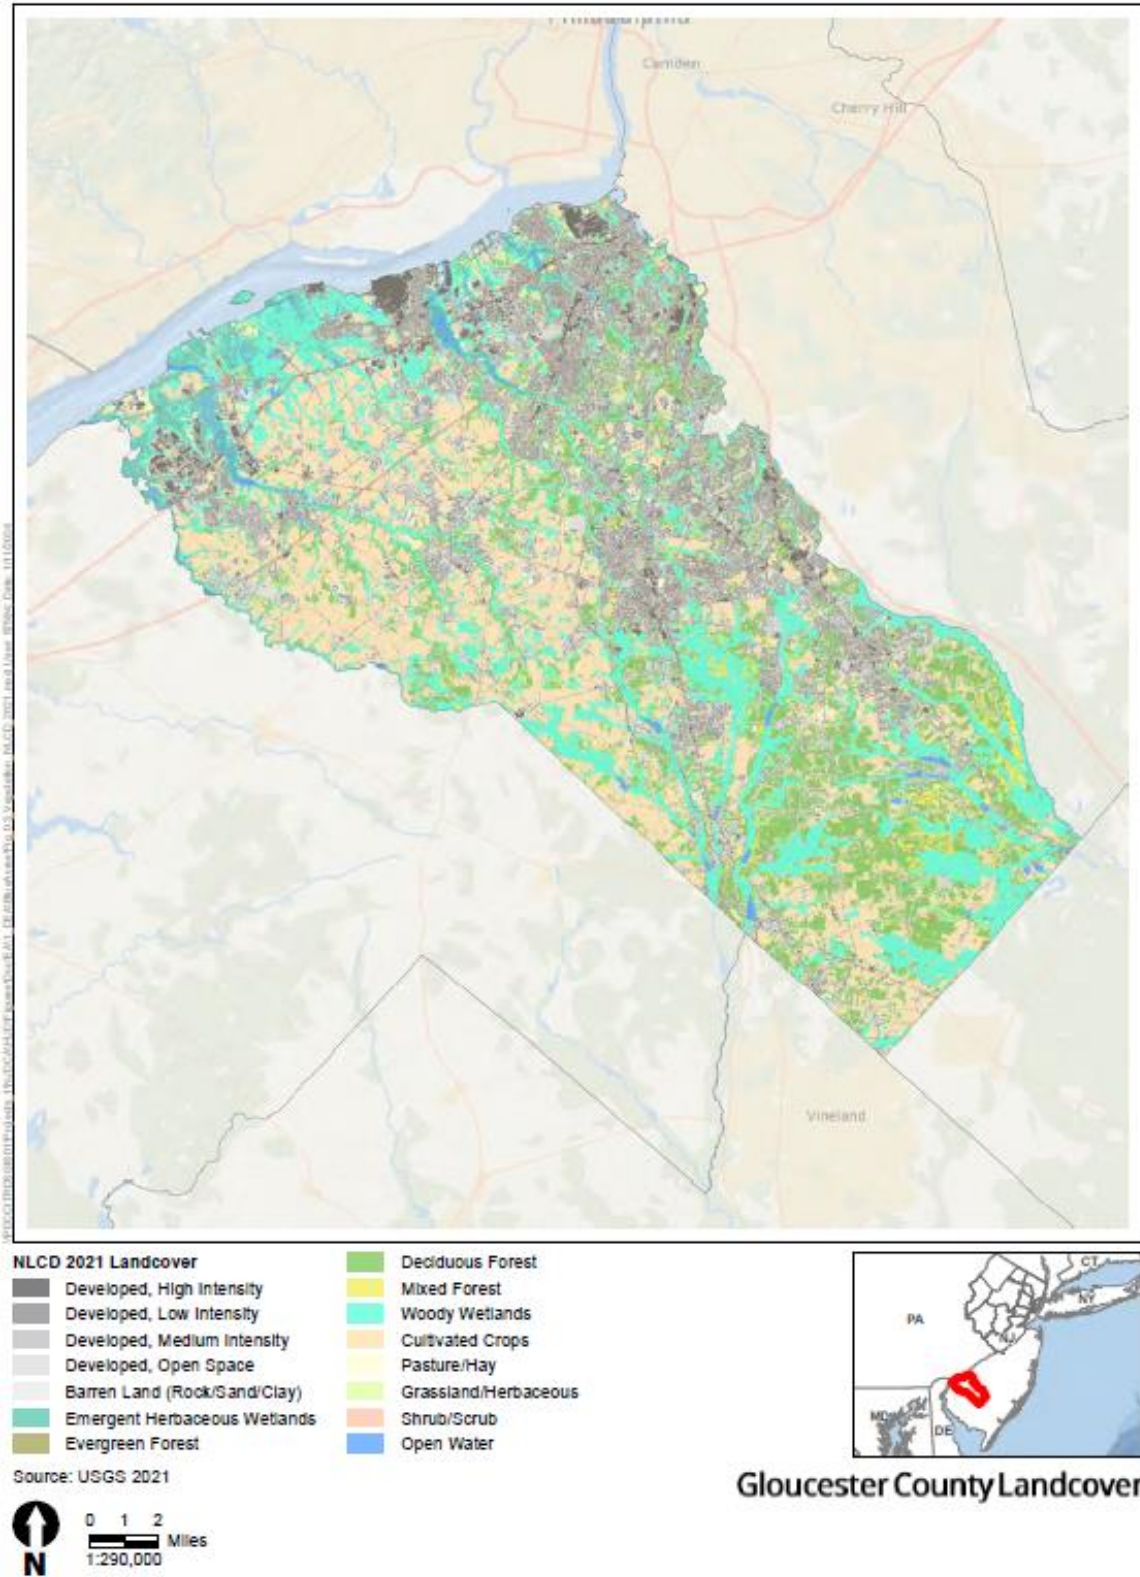 Philadelphia
Camden
Cherry Hill
Vineland
NLCD 2021 Landcover
Developed, High Intensity
Developed, Low Intensity
Developed, Medium Intensity
Developed, Open Space
Barren Land (Rock/Sand/Clay)
Emergent Herbaceous Wetlands
Evergreen Forest
Deciduous Forest
Mixed Forest
Woody Wetlands
Cultivated Crops
Pasture/Hay
Grassland/Herbaceous
Shrub/Scrub
Open Water
Source: USGS 2021
N
0 1 2
Miles
1:290,000
CT
NY
PA
NJ
MD
DE
Gloucester County Landcover